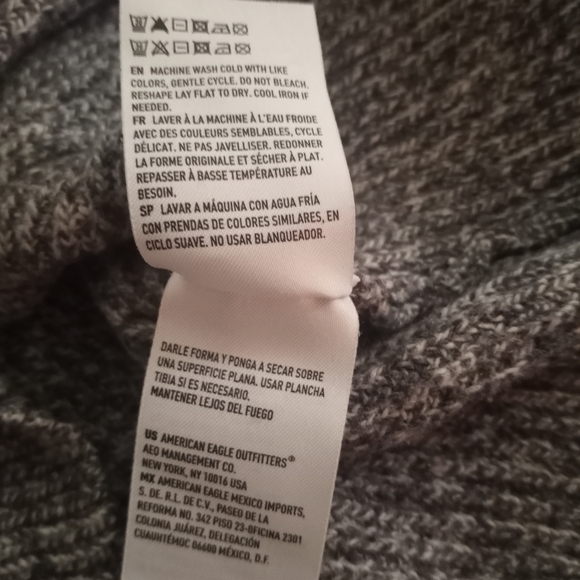 EN MACHINE WASH COLD WITH LIKE
COLORS, GENTLE CYCLE. DO NOT BLEACH.
RESHAPE LAY FLAT TO DRY. COOL IRON IF
NEEDED.
FR LAVER À LA MACHINE À L'EAU FROIDE
AVEC DES COULEURS SEMBLABLES, CYCLE
DÉLICAT. NE PAS JAVELLISER. REDONNER
LA FORME ORIGINALE ET SÉCHER À PLAT.
REPASSER À BASSE TEMPÉRATURE AU
BESOIN.
SP LAVAR A MÁQUINA CON AGUA FRÍA
CON PRENDAS DE COLORES SIMILARES, EN
CICLO SUAVE. NO USAR BLANQUEADOR.
DARLE FORMA Y PONGA A SECAR SOBRE
UNA SUPERFICIE PLANA. USAR PLANCHA
TIBIA SI ES NECESARIO.
MANTENER LEJOS DEL FUEGO
US AMERICAN EAGLE OUTFITTERS®
AEO MANAGEMENT CO.
NEW YORK, NY 10016 USA
MX AMERICAN EAGLE MEXICO IMPORTS,
S. DE. R.L. DE C.V., PASEO DE LA
REFORMA NO. 342 PISO 23-OFICINA 2301
COLONIA JUÁREZ, DELEGACIÓN
CUAUHTÉMOC 06600 MÉXICO, D.F.